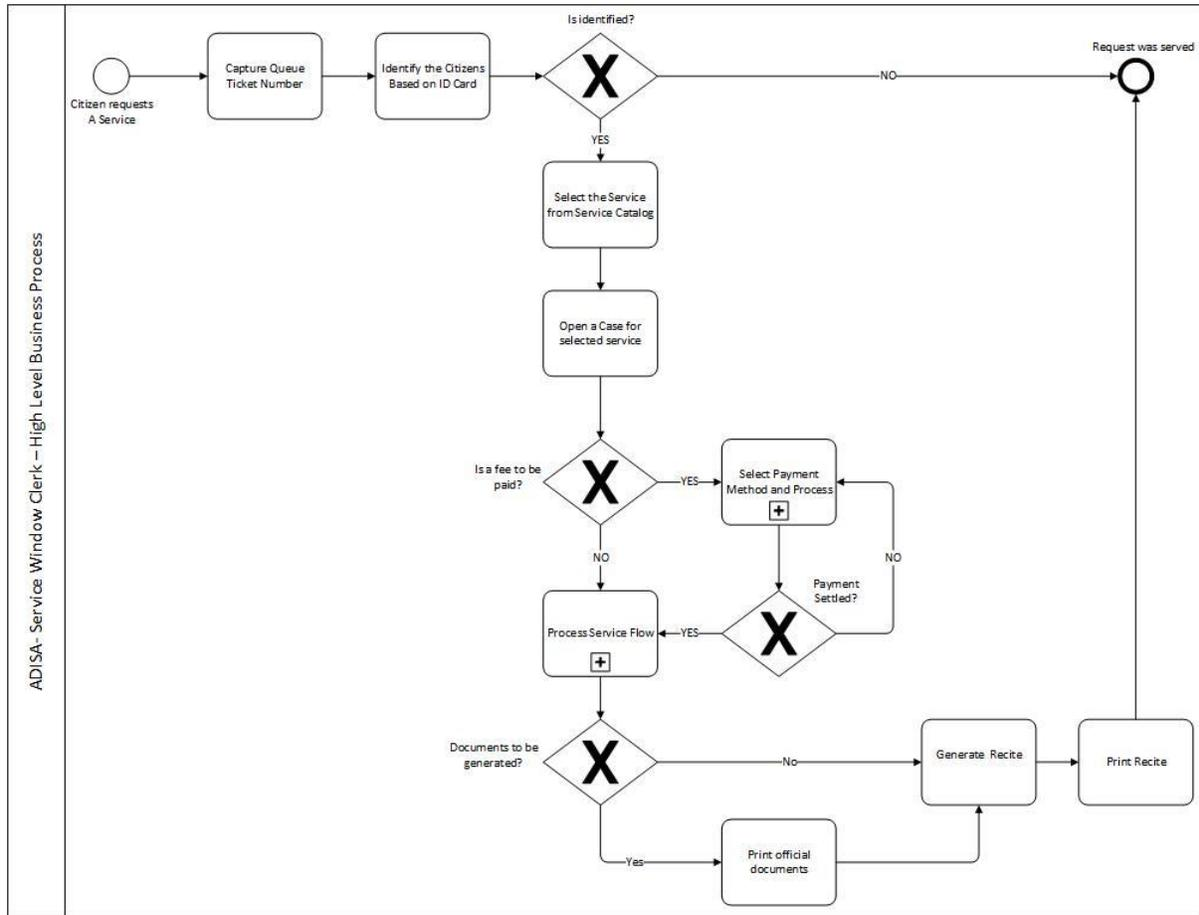 ADISA- Service Window Clerk – High Level Business Process
Is identified?
Request was served
Capture Queue
Ticket Number
Identify the Citizens
Based on ID Card
NO
Citizen requests
A Service
YES
Select the Service
from Service Catalog
Open a Case for
selected service
Is a fee to be
paid?
YES
Select Payment
Method and Process
NO
NO
Payment
Settled?
Process Service Flow
YES
Documents to be
generated?
No
Generate Recite
Print Recite
Yes
Print official
documents